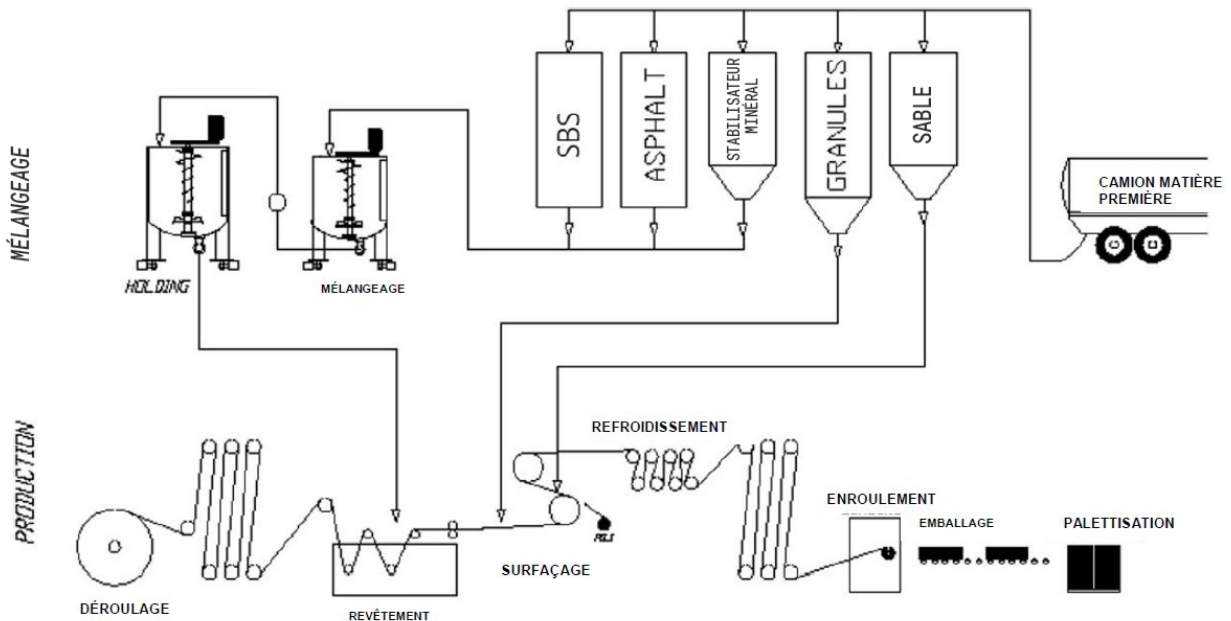 MÉLANGEAGE
SBS
ASPHALT
STABILISATEUR
MINÉRAL
GRANULES
SABLE
CAMION MATIÈRE
PREMIÈRE
HOLDING
MÉLANGEAGE
PRODUCTION
DÉROULAGE
REVÊTEMENT
SURFAÇAGE
REFROIDISSEMENT
ENROULEMENT
EMBALLAGE
PALETTISATION